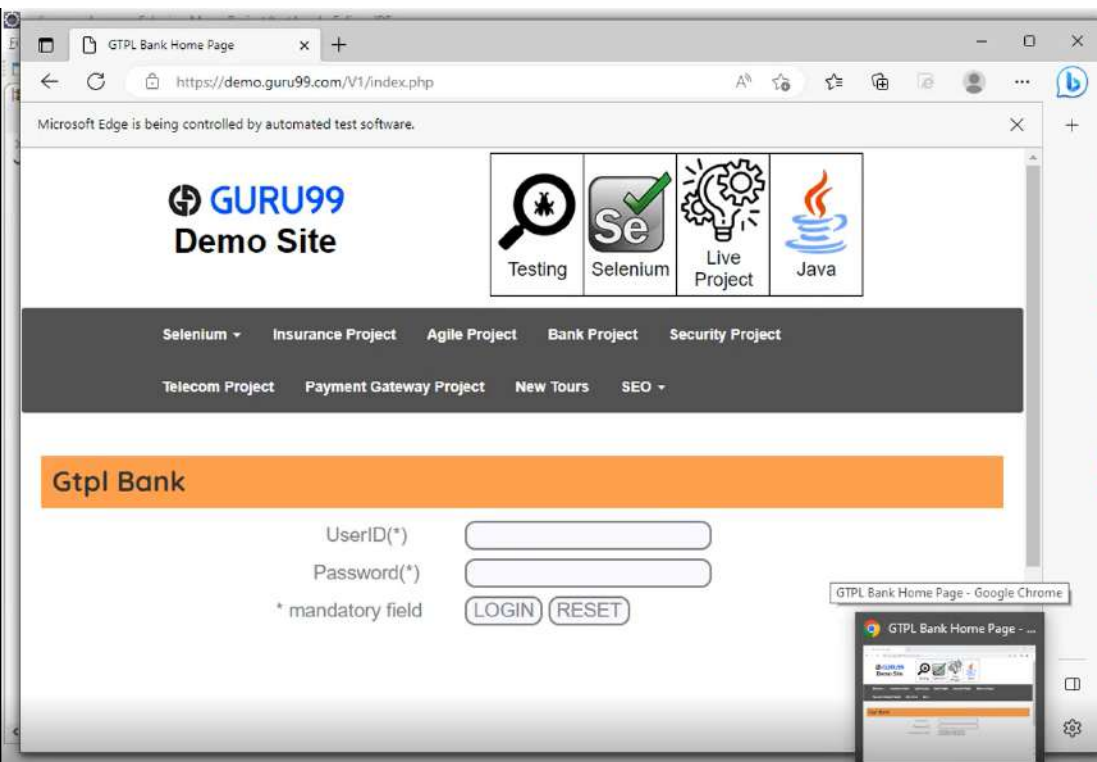 GTPL Bank Home Page
https://demo.guru99.com/V1/index.php
Microsoft Edge is being controlled by automated test software.
GURU99
Demo Site
Testing
Se
Selenium
Live
Project
Java
Selenium Insurance Project Agile Project Bank Project Security Project
Telecom Project Payment Gateway Project New Tours SEO
Gtpl Bank
UserID(*)
Password(*)
* mandatory field LOGIN RESET
GTPL Bank Home Page - Google Chrome
GTPL Bank Home Page - ...